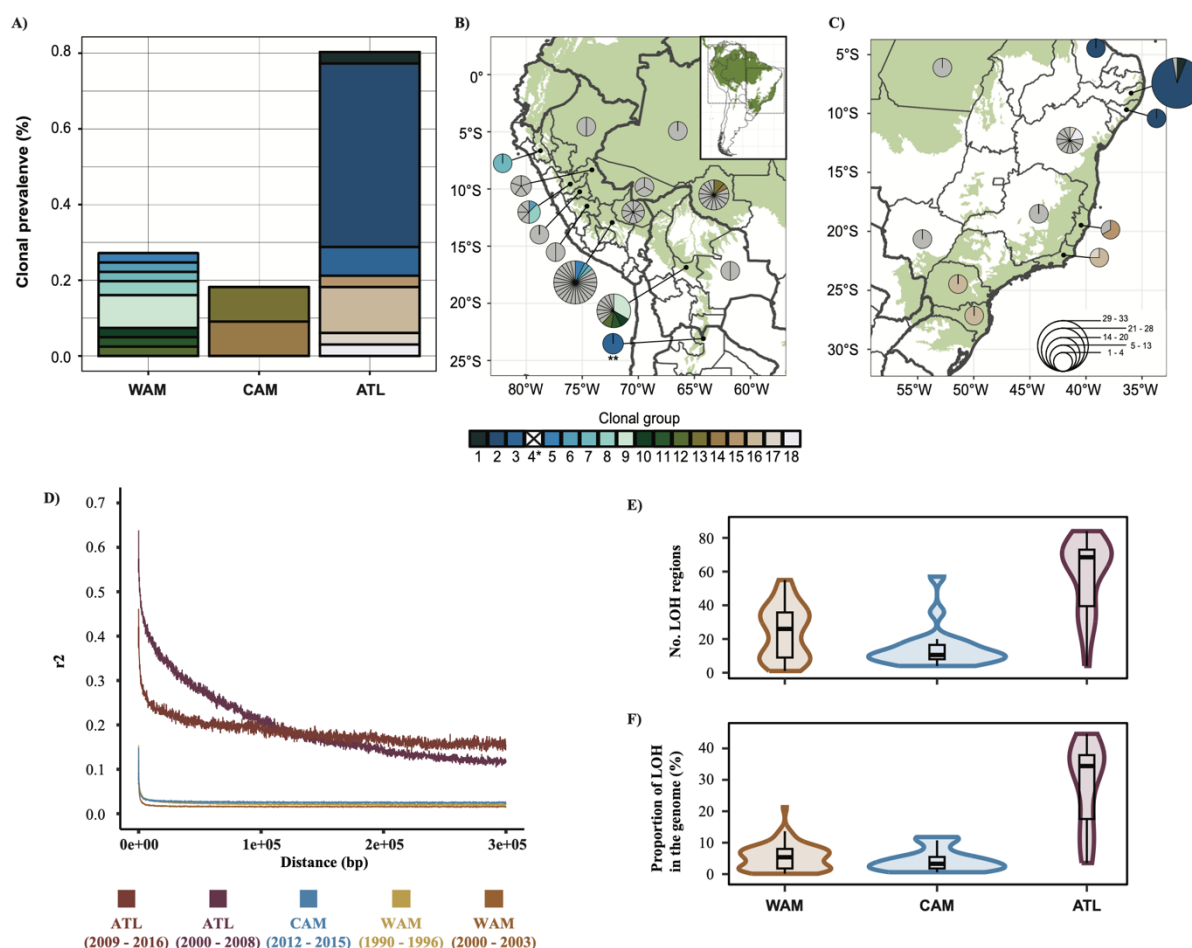 A)
B)
C)
Clonal prevalenve (%)
0.8
0.6
0.4
0.2
0.0
WAM
CAM
ATL
0°
5°S
10°S
15°S
20°S
25°S
80°W
75°W
70°W
65°W
60°W
*
**
5°S
10°S
15°S
20°S
25°S
30°S
55°W
50°W
45°W
40°W
35°W
29 - 33
21 - 28
14 - 20
5 - 13
1 - 4
Clonal group
1 2 3 4* 5 6 7 8 9 10 11 12 13 14 15 16 17 18
D)
r2
0.7
0.6
0.5
0.4
0.3
0.2
0.1
0.0
0e+00 1e+05 2e+05 3e+05
Distance (bp)
ATL
(2009 - 2016)
ATL
(2000 - 2008)
CAM
(2012 - 2015)
WAM
(1990 - 1996)
WAM
(2000 - 2003)
E)
No. LOH regions
80
60
40
20
0
F)
Proportion of LOH
in the genome (%)
40
30
20
10
0
WAM
CAM
ATL